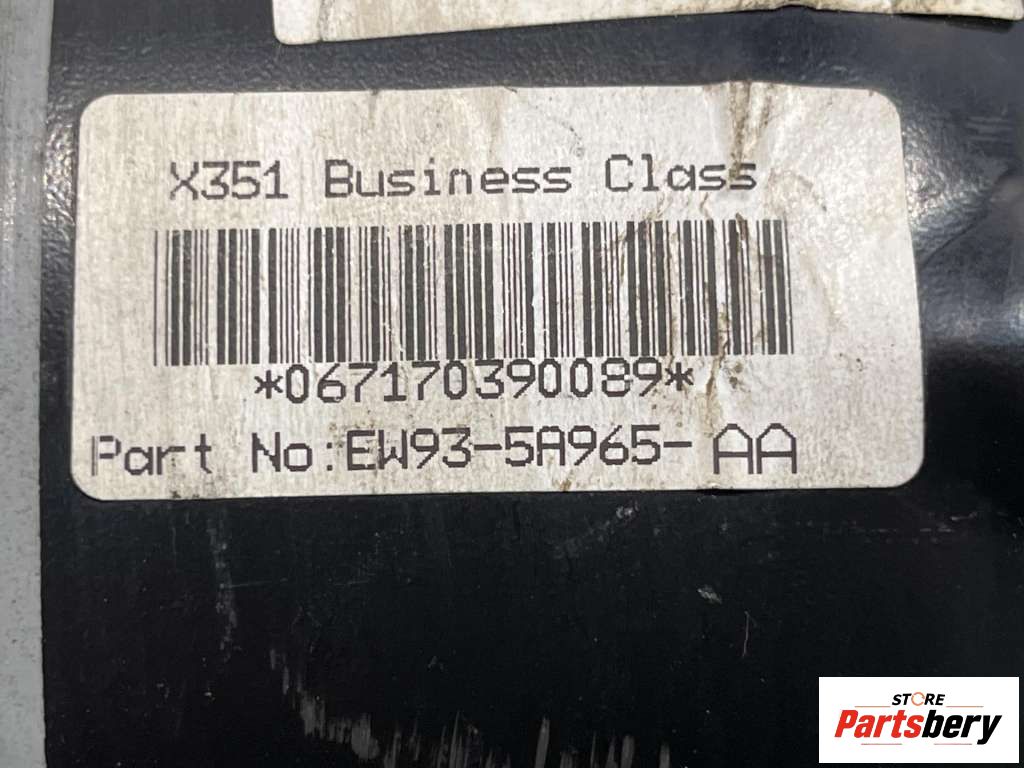 X351 Business Class
*067170390089*
Part No:EW93-5A965-AA
STORE
Partsbery